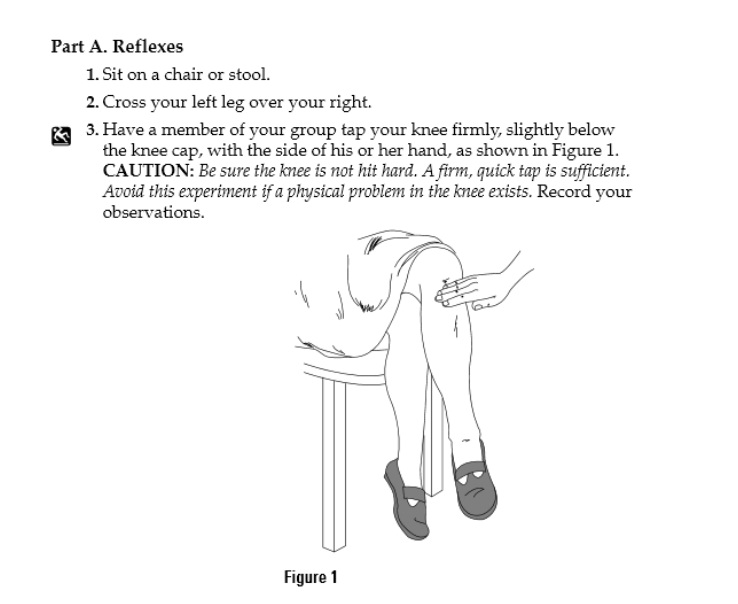 Part A. Reflexes
1. Sit on a chair or stool.
2. Cross your left leg over your right.
3. Have a member of your group tap your knee firmly, slightly below
the knee cap, with the side of his or her hand, as shown in Figure 1.
CAUTION: Be sure the knee is not hit hard. A firm, quick tap is sufficient.
Avoid this experiment if a physical problem in the knee exists. Record your
observations.
Figure 1